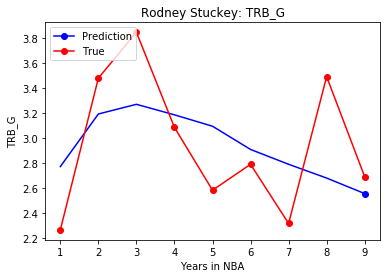 Rodney Stuckey: TRB_G
Prediction
True
3.8
3.6
3.4
3.2
3.0
2.8
2.6
2.4
2.2
TRB_G
1 2 3 4 5 6 7 8 9
Years in NBA